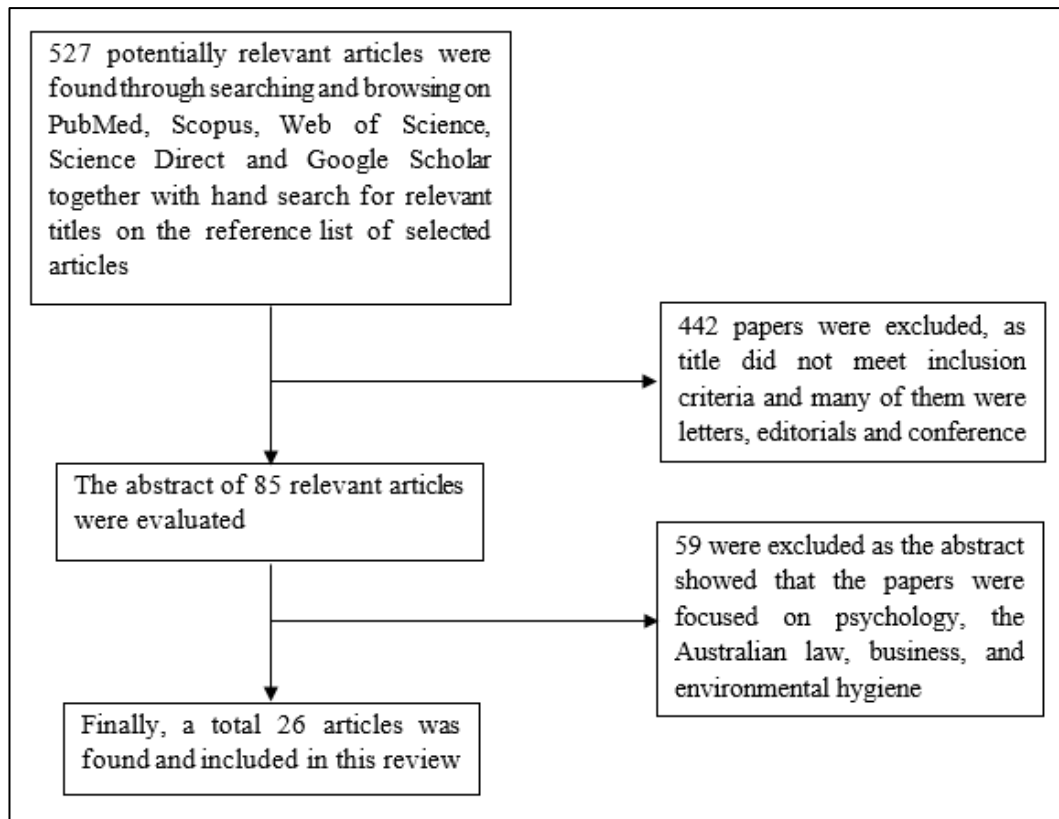 527 potentially relevant articles were
found through searching and browsing on
PubMed, Scopus, Web of Science,
Science Direct and Google Scholar
together with hand search for relevant
titles on the reference list of selected
articles
442 papers were excluded, as
title did not meet inclusion
criteria and many of them were
letters, editorials and conference
The abstract of 85 relevant articles
were evaluated
59 were excluded as the abstract
showed that the papers were
focused on psychology, the
Australian law, business, and
environmental hygiene
Finally, a total 26 articles was
found and included in this review